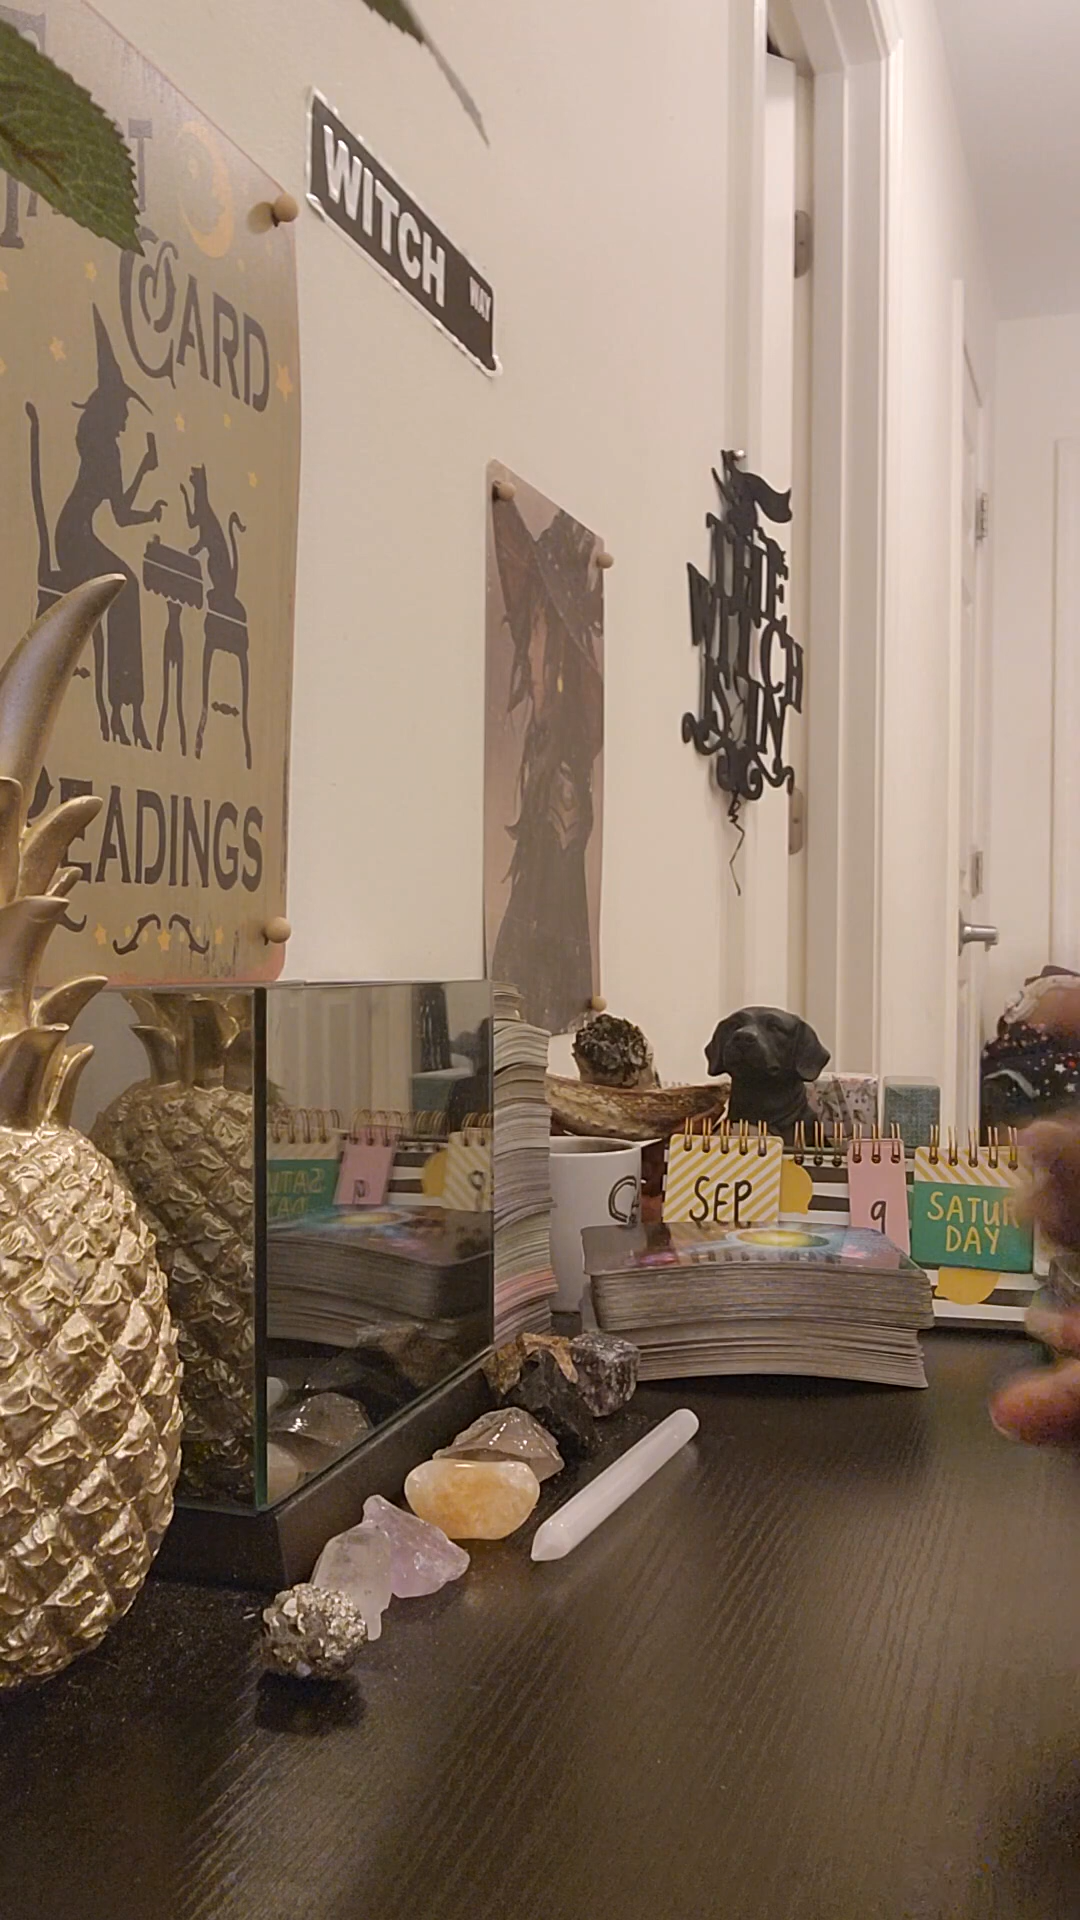 CARD
READINGS
WITCH WAY
THE
WITCH
IS IN
SEP
9
SATUR
DAY